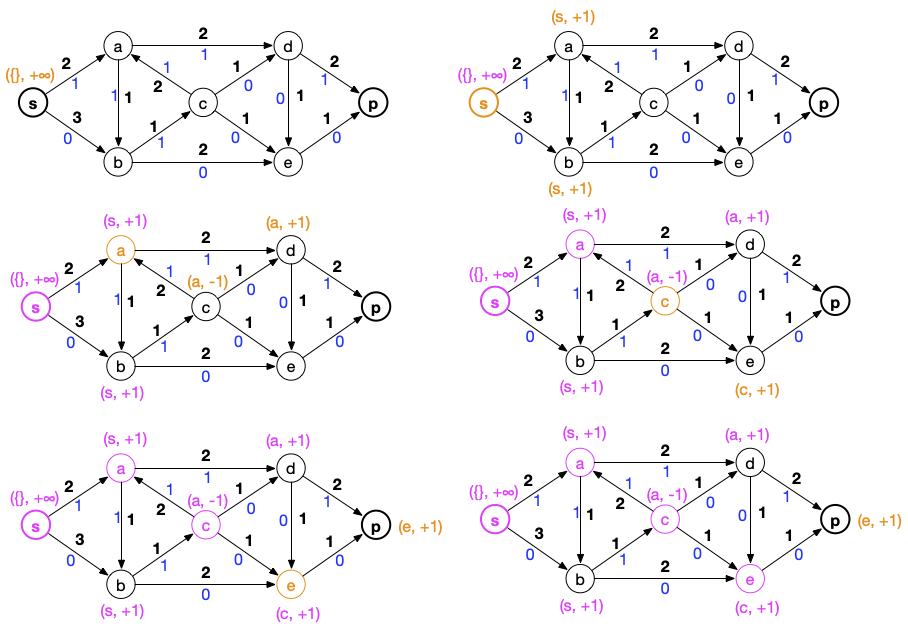 2
a d
2 1 2
({}, +∞) 1 1 1 1
1 1 2 0 0 1
s c p
3 1 1 1
0 1 0 0
b 2 e
0
(s, +1)
2
a d
2 1 2
({}, +∞) 1 1 1 1
1 1 2 0 0 1
s c p
3 1 1 1
0 1 0 0
b 2 e
0
(s, +1)
(s, +1) (a, +1)
2
a d
2 1 2
({}, +∞) 1 1 (a, -1) 1 1
1 1 2 0 0 1
s c p
3 1 1 1
0 1 0 0
b 2 e
0
(s, +1)
(s, +1) (a, +1)
2
a d
2 1 2
({}, +∞) 1 1 (a, -1) 1 1
1 1 2 0 0 1
s c p
3 1 1 1
0 1 0 0
b 2 e
0
(s, +1) (c, +1)
(s, +1) (a, +1)
2
a d
2 1 2
({}, +∞) 1 1 (a, -1) 1 1
1 1 2 0 0 1
s c p (e, +1)
3 1 1 1
0 1 0 0
b 2 e
0
(s, +1) (c, +1)
(s, +1) (a, +1)
2
a d
2 1 2
({}, +∞) 1 1 (a, -1) 1 1
1 1 2 0 0 1
s c p (e, +1)
3 1 1 1
0 1 0 0
b 2 e
0
(s, +1) (c, +1)